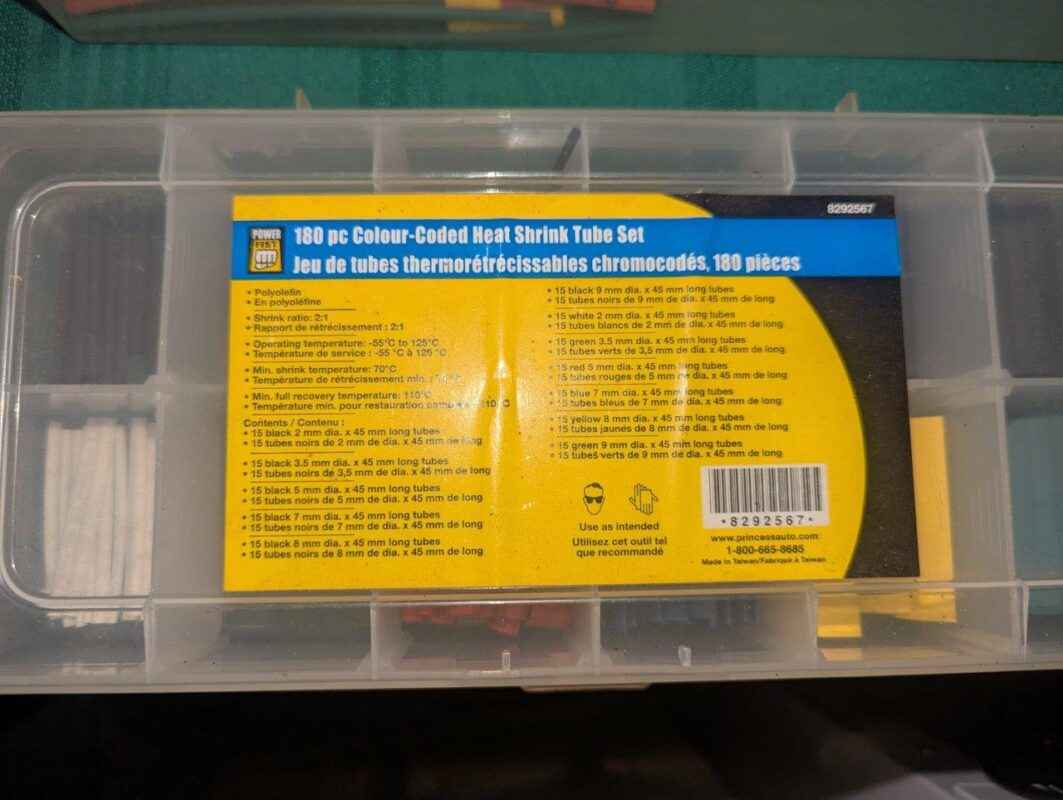 8292567
POWER FIST
180 pc Colour-Coded Heat Shrink Tube Set
Jeu de tubes thermorétrécissables chromocodés, 180 pièces
• Polyolefin
• En polyoléfine
• Shrink ratio: 2:1
• Rapport de rétrécissement : 2:1
• Operating temperature: -55°C to 125°C
• Température de service : -55 °C à 125 °C
• Min. shrink temperature: 70°C
• Température de rétrécissement min. :
• Min. full recovery temperature: 110°C
• Température min. pour restauration 110°C
Contents / Contenu :
• 15 black 2 mm dia. x 45 mm long tubes
• 15 tubes noirs de 2 mm de dia. x 45 mm de long
• 15 black 3.5 mm dia. x 45 mm long tubes
• 15 tubes noirs de 3,5 mm de dia. x 45 mm de long
• 15 black 5 mm dia. x 45 mm long tubes
• 15 tubes noirs de 5 mm de dia. x 45 mm de long
• 15 black 7 mm dia. x 45 mm long tubes
• 15 tubes noirs de 7 mm de dia. x 45 mm de long
• 15 black 8 mm dia. x 45 mm long tubes
• 15 tubes noirs de 8 mm de dia. x 45 mm de long
• 15 black 9 mm dia. x 45 mm long tubes
• 15 tubes noirs de 9 mm de dia. x 45 mm de long
• 15 white 2 mm dia. x 45 mm long tubes
• 15 tubes blancs de 2 mm de dia. x 45 mm de long
• 15 green 3.5 mm dia. x 45 mm long tubes
• 15 tubes verts de 3,5 mm de dia. x 45 mm de long
• 15 red 5 mm dia. x 45 mm long tubes
• 15 tubes rouges de 5 mm de dia. x 45 mm de long
• 15 blue 7 mm dia. x 45 mm long tubes
• 15 tubes bleus de 7 mm de dia. x 45 mm de long
• 15 yellow 8 mm dia. x 45 mm long tubes
• 15 tubes jaunes de 8 mm de dia. x 45 mm de long
• 15 green 9 mm dia. x 45 mm long tubes
• 15 tubes verts de 9 mm de dia. x 45 mm de long
Use as intended
Utilisez cet outil tel
que recommandé
*8292567*
www.princessauto.com
1-800-665-8685
Made in Taiwan/Fabriqué à Taiwan